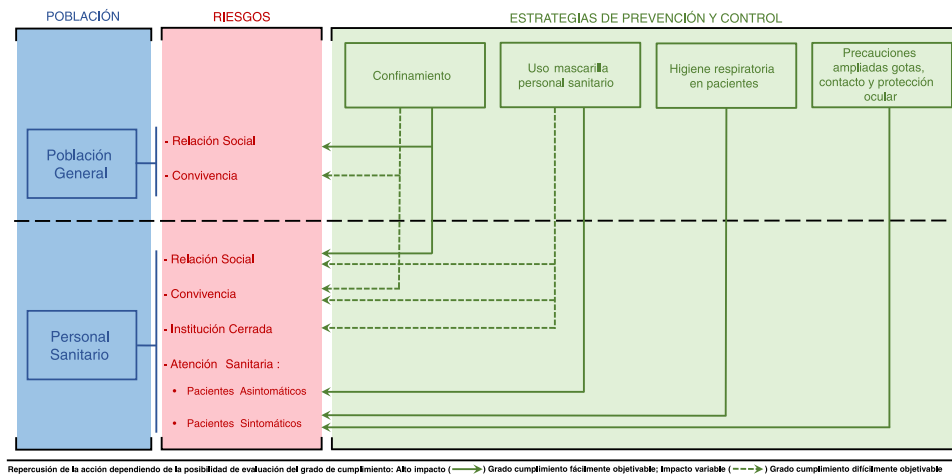 POBLACIÓN
RIESGOS
ESTRATEGIAS DE PREVENCIÓN Y CONTROL
Confinamiento
Uso mascarilla
personal sanitario
Higiene respiratoria
en pacientes
Precauciones
ampliadas gotas,
contacto y protección
ocular
Población
General
- Relación Social
- Convivencia
Personal
Sanitario
- Relación Social
- Convivencia
- Institución Cerrada
- Atención Sanitaria :
• Pacientes Asintomáticos
• Pacientes Sintomáticos
Repercusión de la acción dependiendo de la posibilidad de evaluación del grado de cumplimiento: Alto impacto (⟶) Grado cumplimiento fácilmente objetivable; Impacto variable (- - ->) Grado cumplimiento difícilmente objetivable